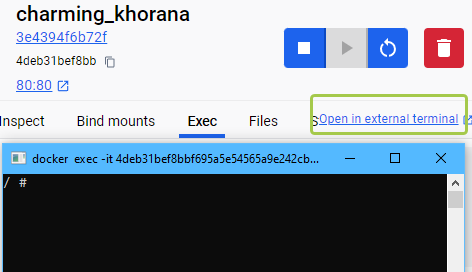 charming_khorana
3e4394f6b72f
4deb31bef8bb
80:80
Inspect Bind mounts Exec Files S Open in external terminal
docker exec -it 4deb31bef8bbf695a5e54565a9e242cb...
/ #